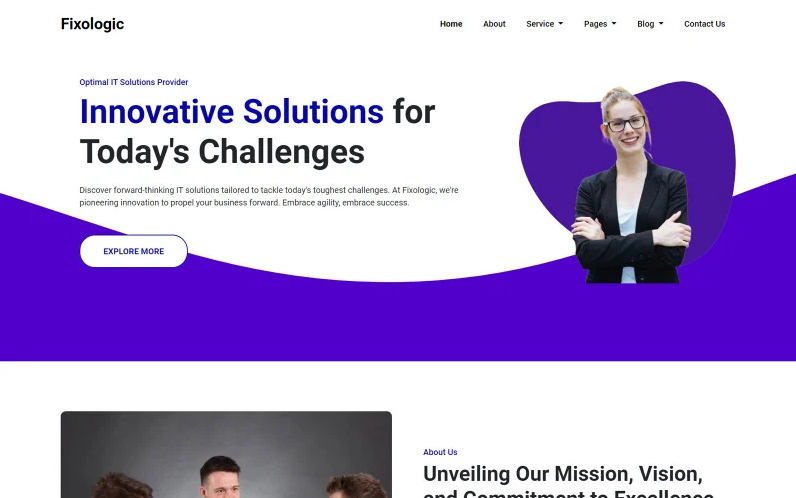 Fixologic
Home About Service Pages Blog Contact Us
Optimal IT Solutions Provider
Innovative Solutions for
Today's Challenges
Discover forward-thinking IT solutions tailored to tackle today's toughest challenges. At Fixologic, we're
pioneering innovation to propel your business forward. Embrace agility, embrace success.
EXPLORE MORE
About Us
Unveiling Our Mission, Vision,
and Commitment to Excellence